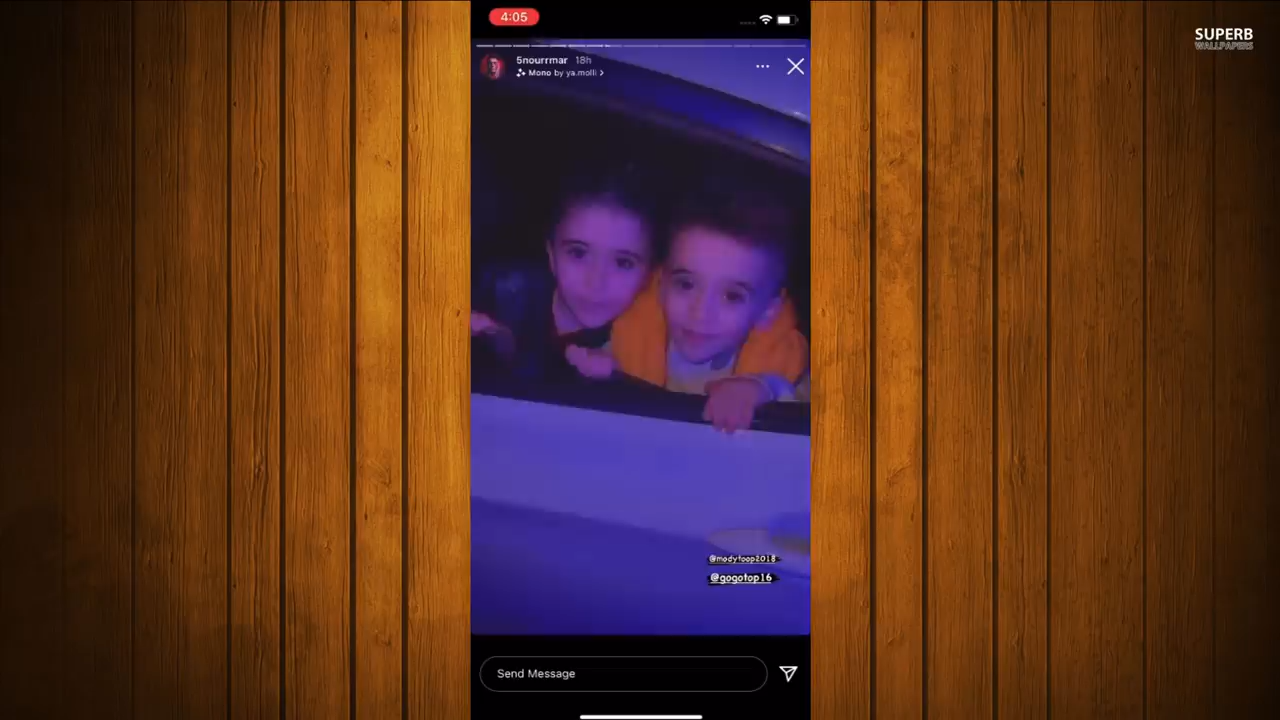 4:05
SUPERB
WALLPAPERS
5nourrmar 18h
Mono by ya.molli >
@modytoop2018
@gogotop16
Send Message